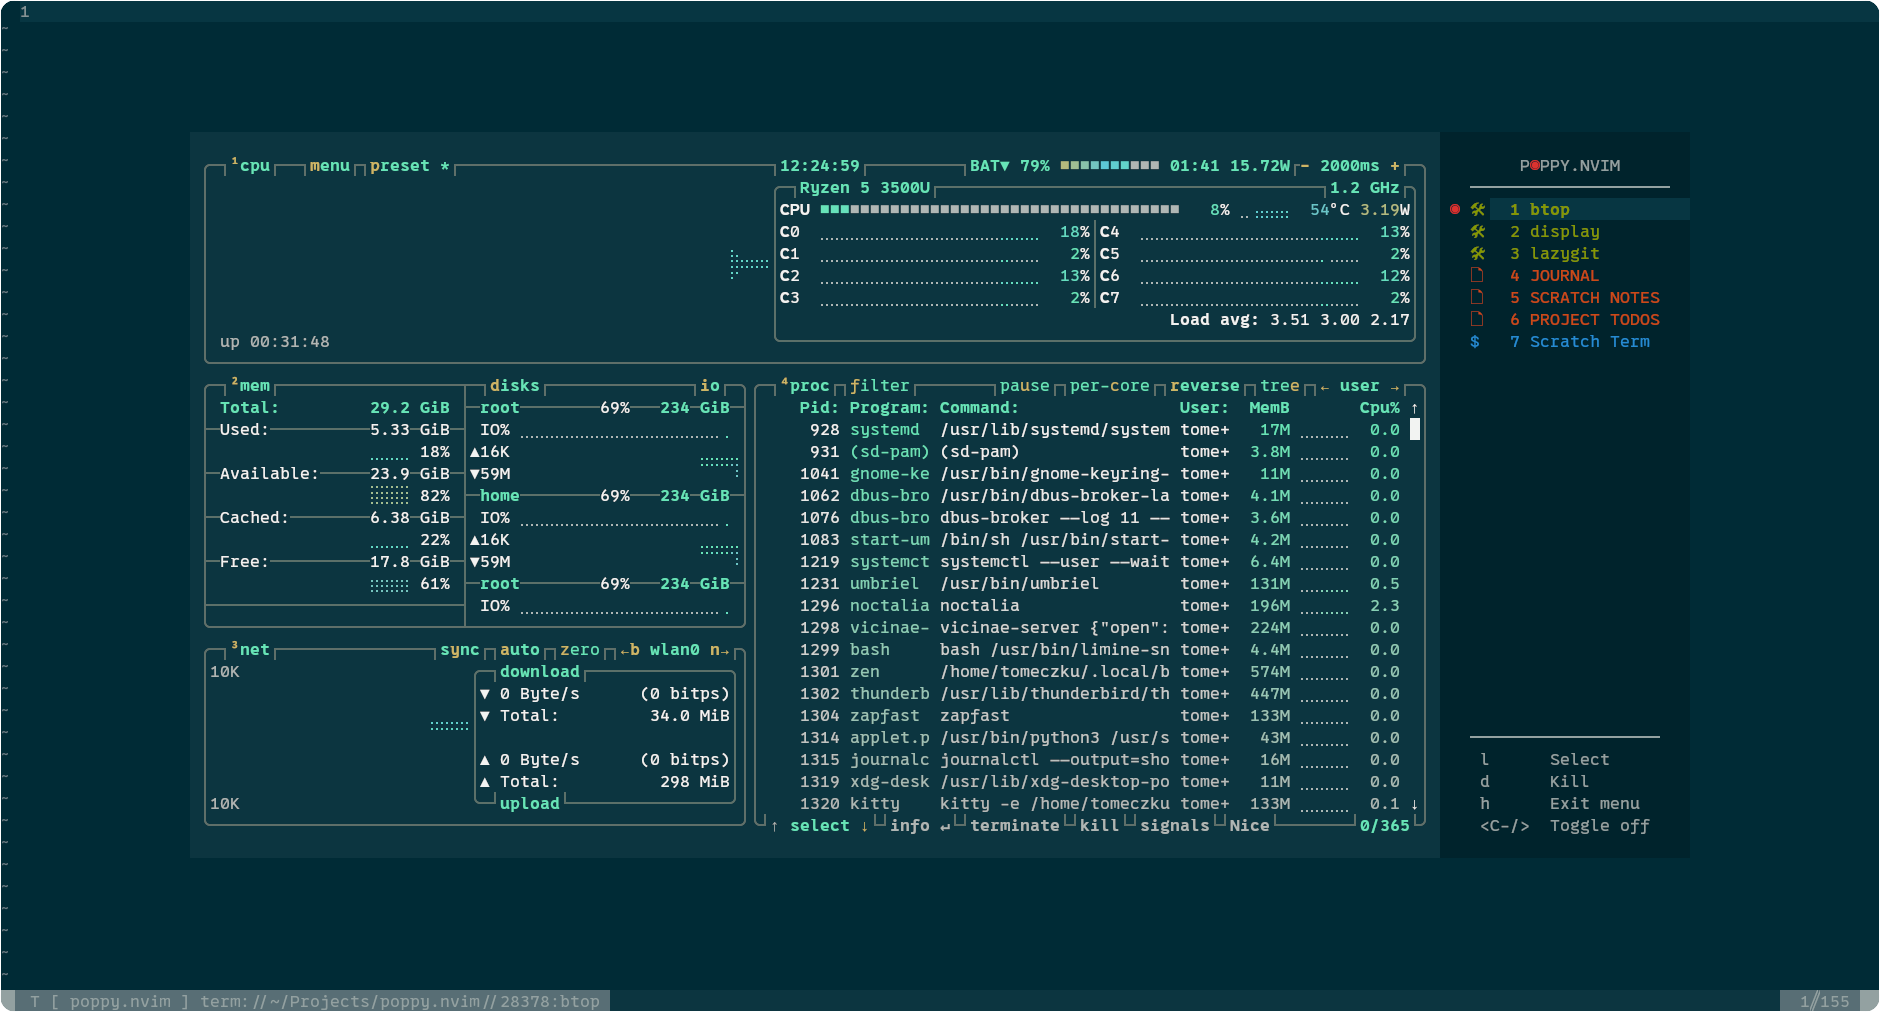 1
¹cpu menu preset * 12:24:59 BAT▼ 79% 01:41 15.72W - 2000ms +
Ryzen 5 3500U 1.2 GHz
CPU 8% 54°C 3.19W
C0 18% C4 13%
C1 2% C5 2%
C2 13% C6 12%
C3 2% C7 2%
Load avg: 3.51 3.00 2.17
up 00:31:48
²mem disks io
Total: 29.2 GiB root 69% 234 GiB
Used: 5.33 GiB IO%
18% ▲16K
Available: 23.9 GiB ▼59M
82% home 69% 234 GiB
Cached: 6.38 GiB IO%
22% ▲16K
Free: 17.8 GiB ▼59M
61% root 69% 234 GiB
IO%
³net sync auto zero ←b wlan0 n→
10K download
▼ 0 Byte/s (0 bitps)
▼ Total: 34.0 MiB
▲ 0 Byte/s (0 bitps)
▲ Total: 298 MiB
10K upload
⁴proc filter pause per-core reverse tree ← user →
Pid: Program: Command: User: MemB Cpu% ↑
928 systemd /usr/lib/systemd/system tome+ 17M 0.0
931 (sd-pam) (sd-pam) tome+ 3.8M 0.0
1041 gnome-ke /usr/bin/gnome-keyring- tome+ 11M 0.0
1062 dbus-bro /usr/bin/dbus-broker-la tome+ 4.1M 0.0
1076 dbus-bro dbus-broker --log 11 -- tome+ 3.6M 0.0
1083 start-um /bin/sh /usr/bin/start- tome+ 4.2M 0.0
1219 systemct systemctl --user --wait tome+ 6.4M 0.0
1231 umbriel /usr/bin/umbriel tome+ 131M 0.5
1296 noctalia noctalia tome+ 196M 2.3
1298 vicinae- vicinae-server {"open": tome+ 224M 0.0
1299 bash bash /usr/bin/limine-sn tome+ 4.4M 0.0
1301 zen /home/tomeczku/.local/b tome+ 574M 0.0
1302 thunderb /usr/lib/thunderbird/th tome+ 447M 0.0
1304 zapfast zapfast tome+ 133M 0.0
1314 applet.p /usr/bin/python3 /usr/s tome+ 43M 0.0
1315 journalc journalctl --output=sho tome+ 16M 0.0
1319 xdg-desk /usr/lib/xdg-desktop-po tome+ 11M 0.0
1320 kitty kitty -e /home/tomeczku tome+ 133M 0.1 ↓
↑ select ↓ info ↵ terminate kill signals Nice 0/365
P◉PPY.NVIM
1 btop
2 display
3 lazygit
4 JOURNAL
5 SCRATCH NOTES
6 PROJECT TODOS
$ 7 Scratch Term
l Select
d Kill
h Exit menu
<C-/> Toggle off
T [ poppy.nvim ] term://~/Projects/poppy.nvim//28378:btop 1//155